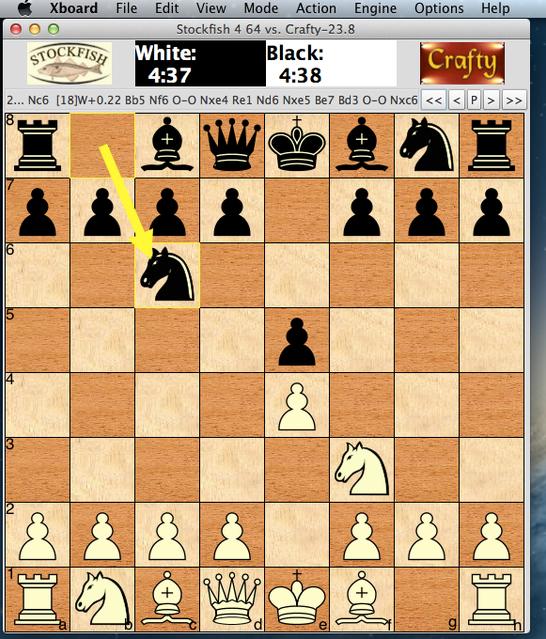 Xboard File Edit View Mode Action Engine Options Help
Stockfish 4 64 vs. Crafty-23.8
STOCKFISH
White:
4:37
Black:
4:38
Crafty
2... Nc6 [18]W+0.22 Bb5 Nf6 O-O Nxe4 Re1 Nd6 Nxe5 Be7 Bd3 O-O Nxc6
<< < P > >>
8
7
6
5
4
3
2
1
a b c d e f g h